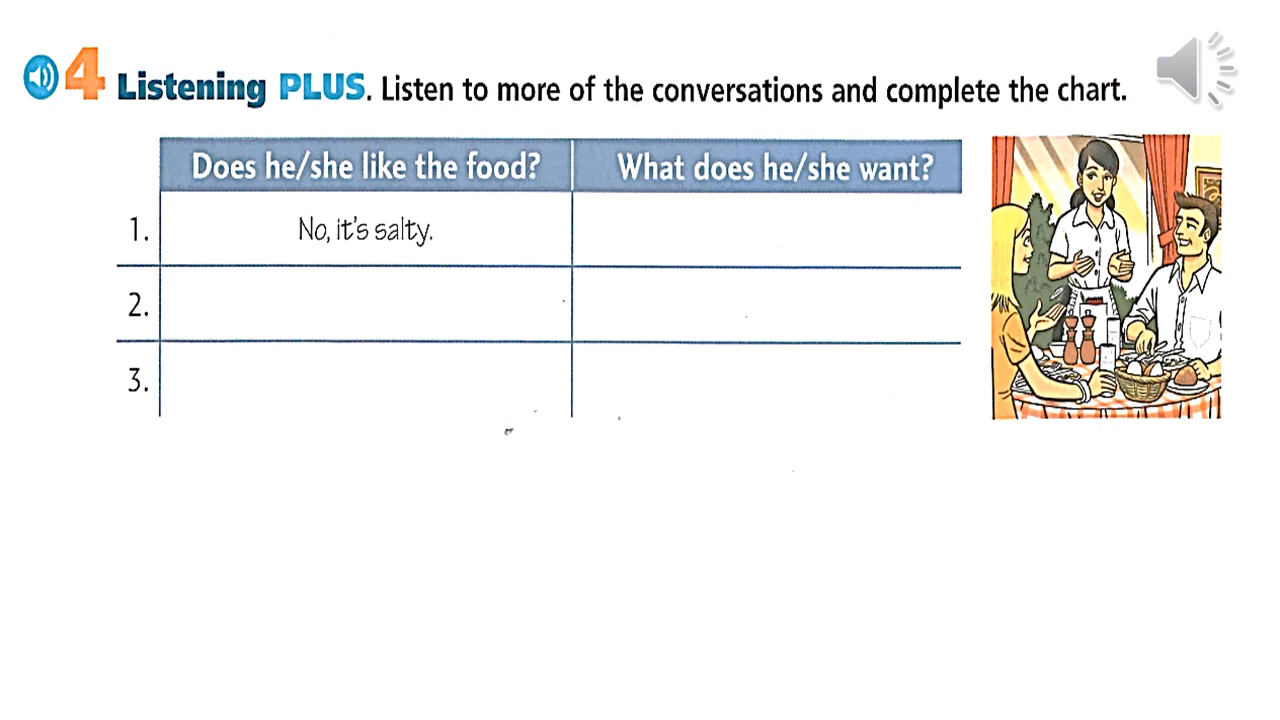 4 Listening PLUS. Listen to more of the conversations and complete the chart.
Does he/she like the food? What does he/she want?
1. No, it's salty.
2.
3.